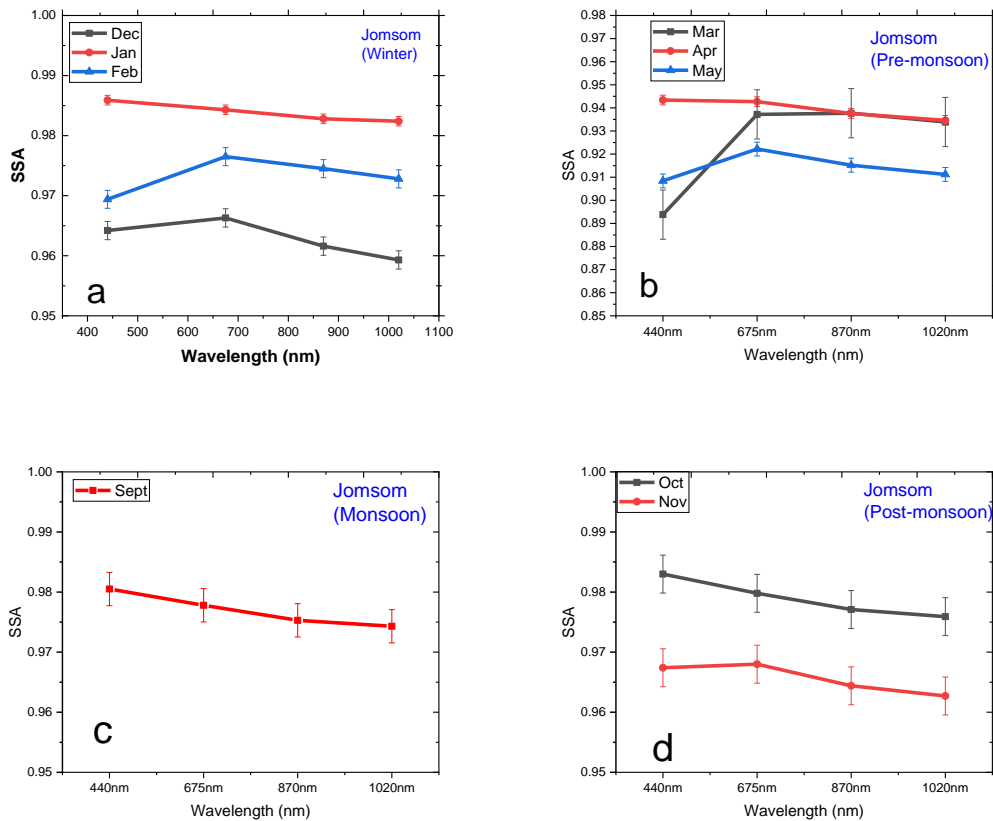 1.00
0.99
0.98
0.97
0.96
0.95
SSA
Dec
Jan
Feb
Jomsom
(Winter)
a
400 500 600 700 800 900 1000 1100
Wavelength (nm)
0.98
0.97
0.96
0.95
0.94
0.93
0.92
0.91
0.90
0.89
0.88
0.87
0.86
0.85
SSA
Mar
Apr
May
Jomsom
(Pre-monsoon)
b
440nm 675nm 870nm 1020nm
Wavelength (nm)
1.00
0.99
0.98
0.97
0.96
0.95
SSA
Sept
Jomsom
(Monsoon)
c
440nm 675nm 870nm 1020nm
Wavelength (nm)
1.00
0.99
0.98
0.97
0.96
0.95
SSA
Oct
Nov
Jomsom
(Post-monsoon)
d
440nm 675nm 870nm 1020nm
Wavelength (nm)